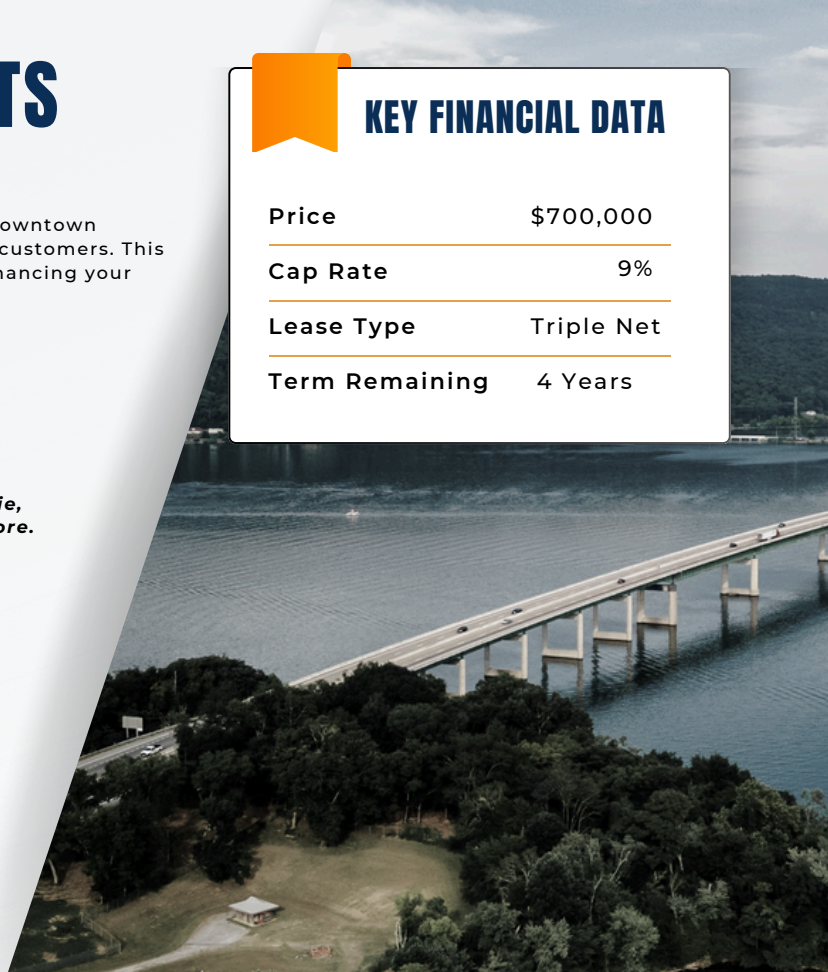 TS
owntown
customers. This
nancing your
ie,
ore.
KEY FINANCIAL DATA
Price $700,000
Cap Rate 9%
Lease Type Triple Net
Term Remaining 4 Years